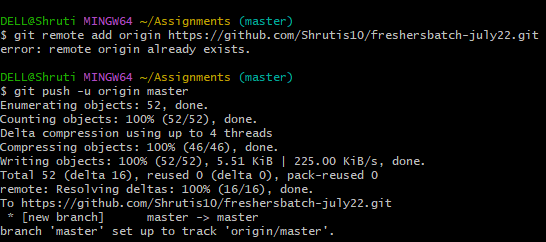 DELL@Shruti MINGW64 ~/Assignments (master)
$ git remote add origin https://github.com/Shrutis10/freshersbatch-july22.git
error: remote origin already exists.
DELL@Shruti MINGW64 ~/Assignments (master)
$ git push -u origin master
Enumerating objects: 52, done.
Counting objects: 100% (52/52), done.
Delta compression using up to 4 threads
Compressing objects: 100% (46/46), done.
Writing objects: 100% (52/52), 5.51 KiB | 225.00 KiB/s, done.
Total 52 (delta 16), reused 0 (delta 0), pack-reused 0
remote: Resolving deltas: 100% (16/16), done.
To https://github.com/Shrutis10/freshersbatch-july22.git
 * [new branch]      master -> master
branch 'master' set up to track 'origin/master'.